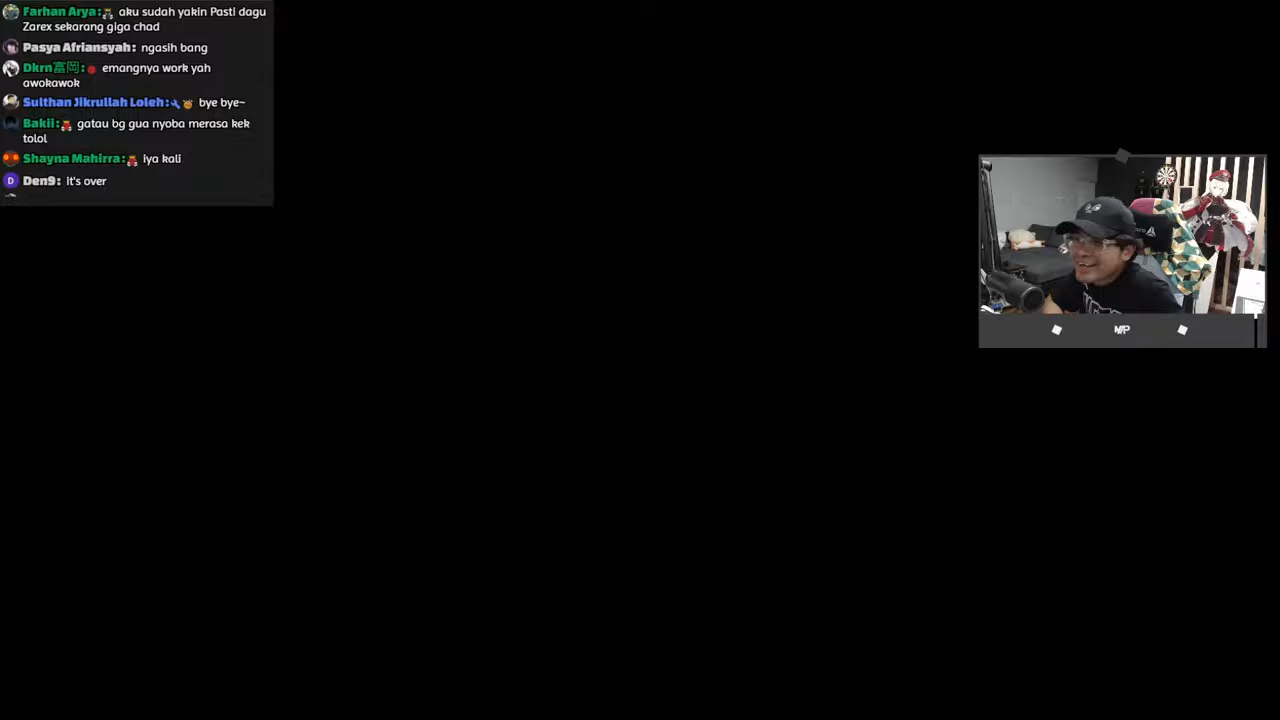 Farhan Arya: aku sudah yakin Pasti dagu
Zarex sekarang giga chad
Pasya Afriansyah: ngasih bang
Dkrn富岡: emangnya work yah
awokawok
Sulthan Jikrullah Loleh: bye bye~
Bakii: gatau bg gua nyoba merasa kek
tolol
Shayna Mahirra: iya kali
Den9: it's over
D